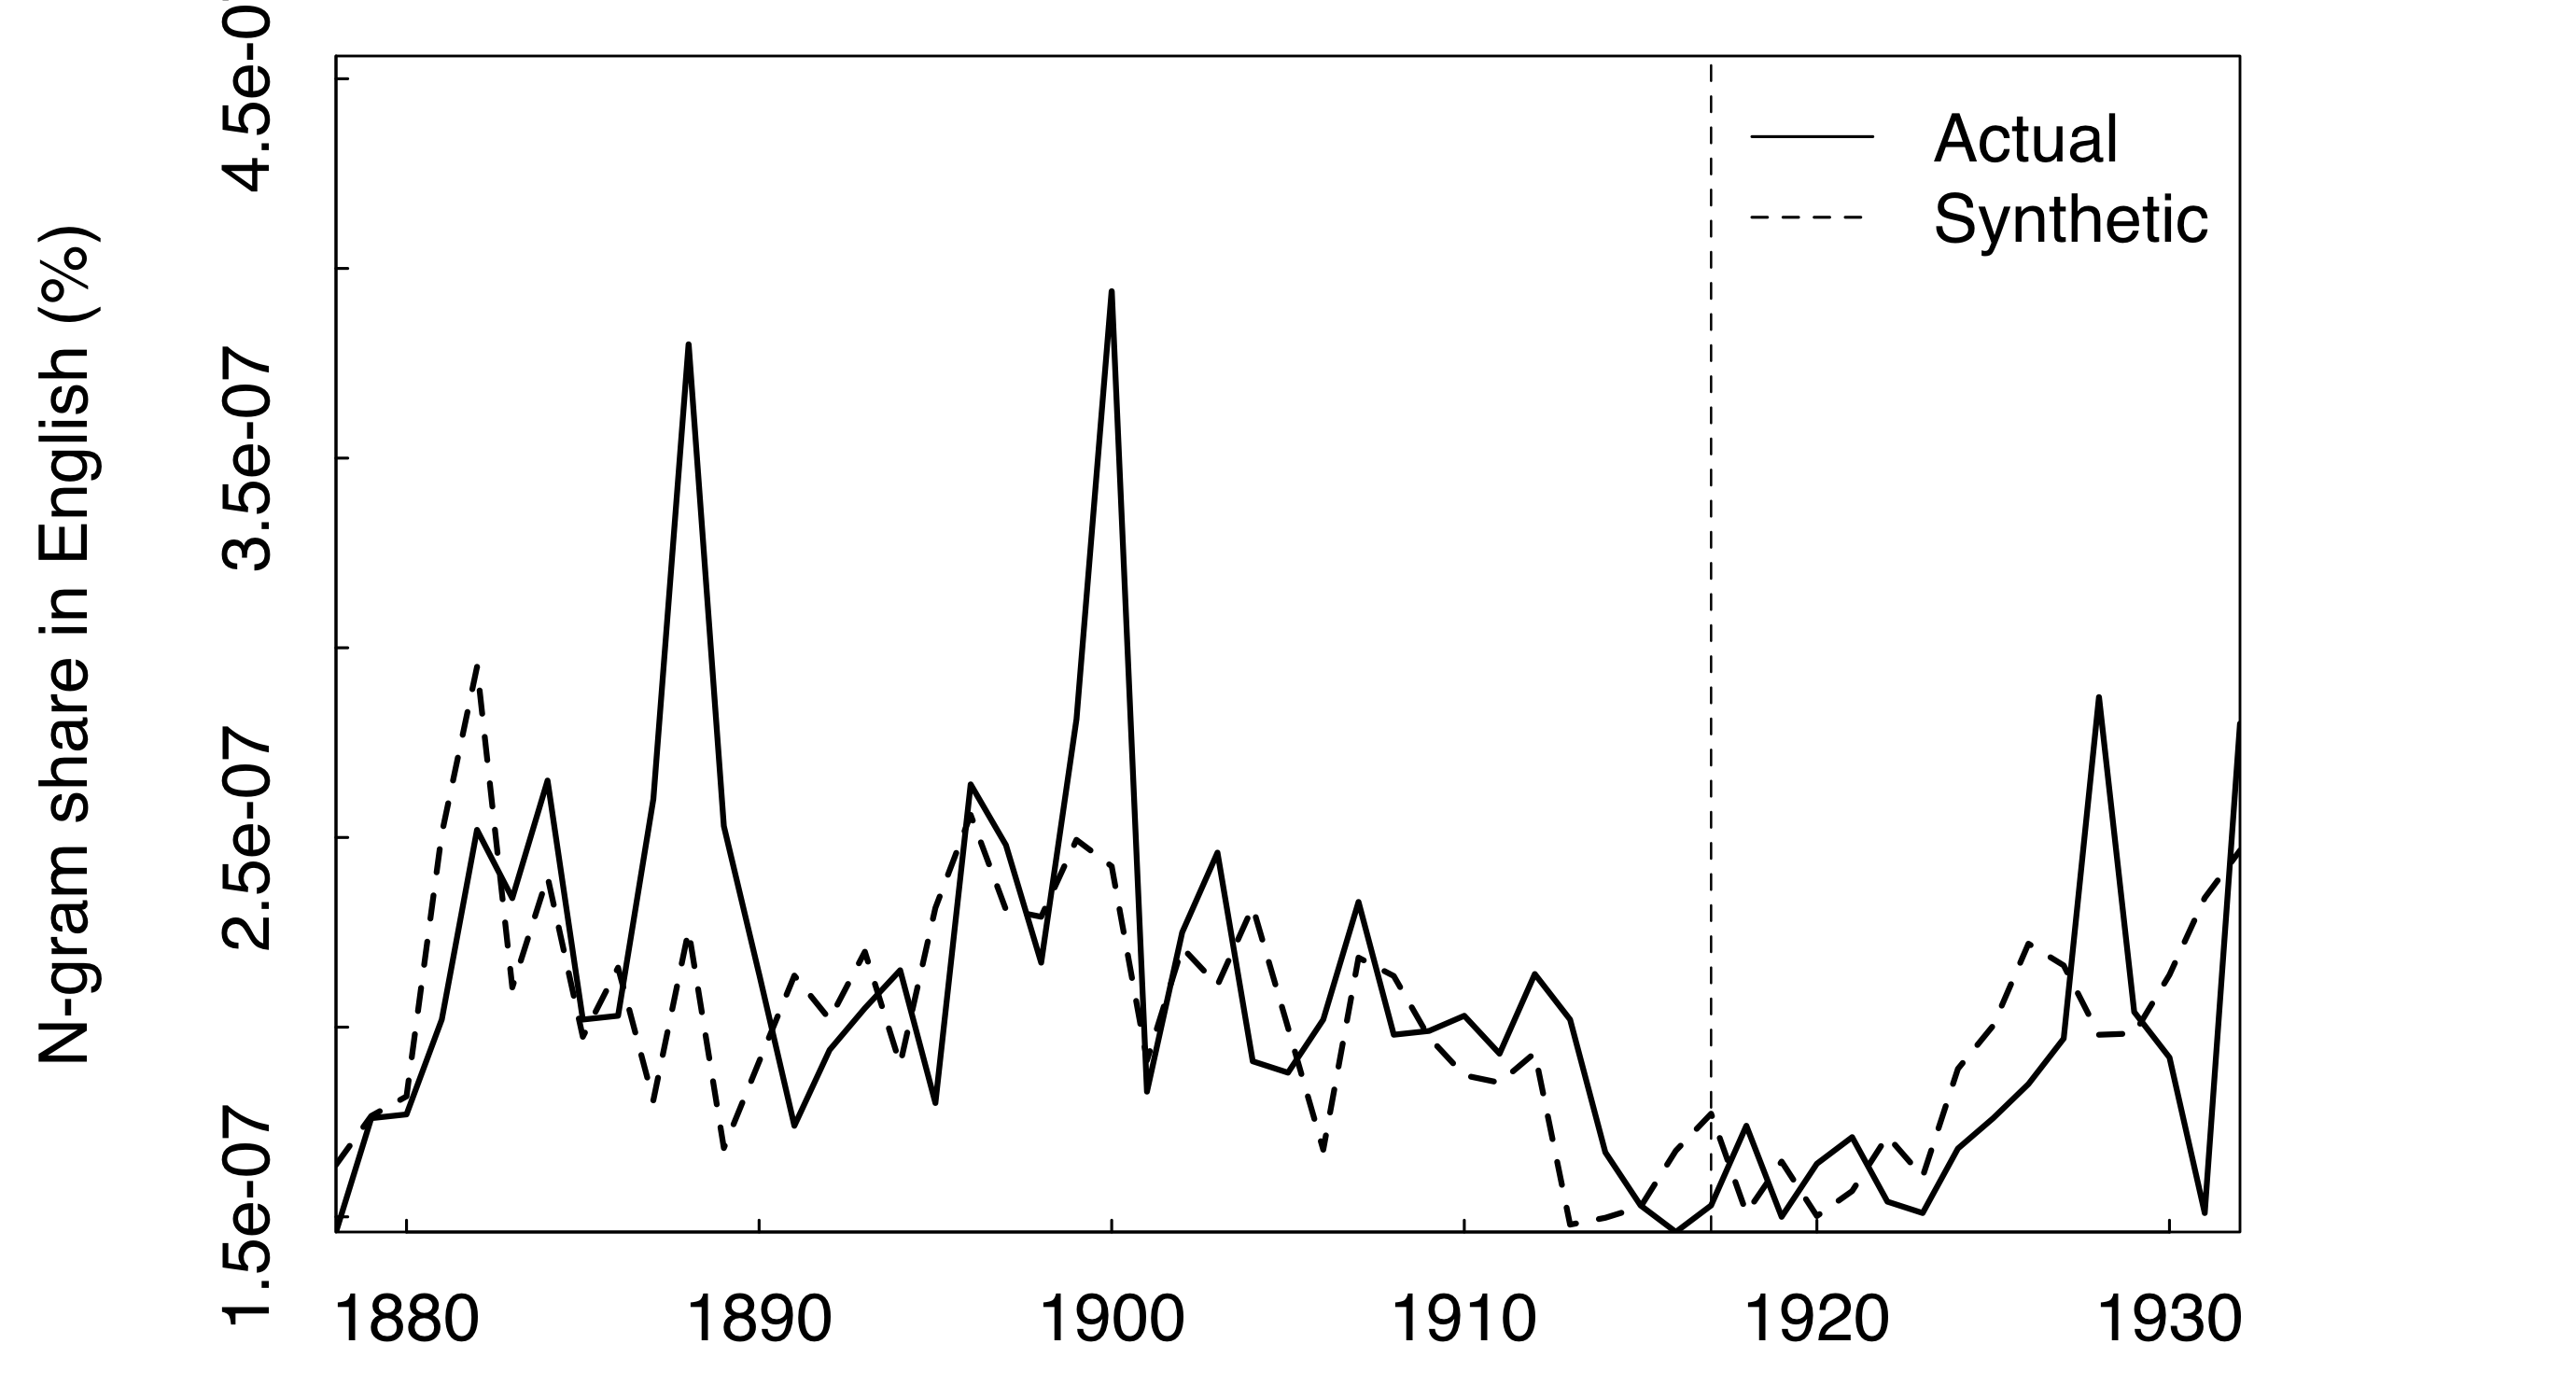 N-gram share in English (%)
4.5e-0
3.5e-07
2.5e-07
1.5e-07
Actual
Synthetic
1880 1890 1900 1910 1920 1930